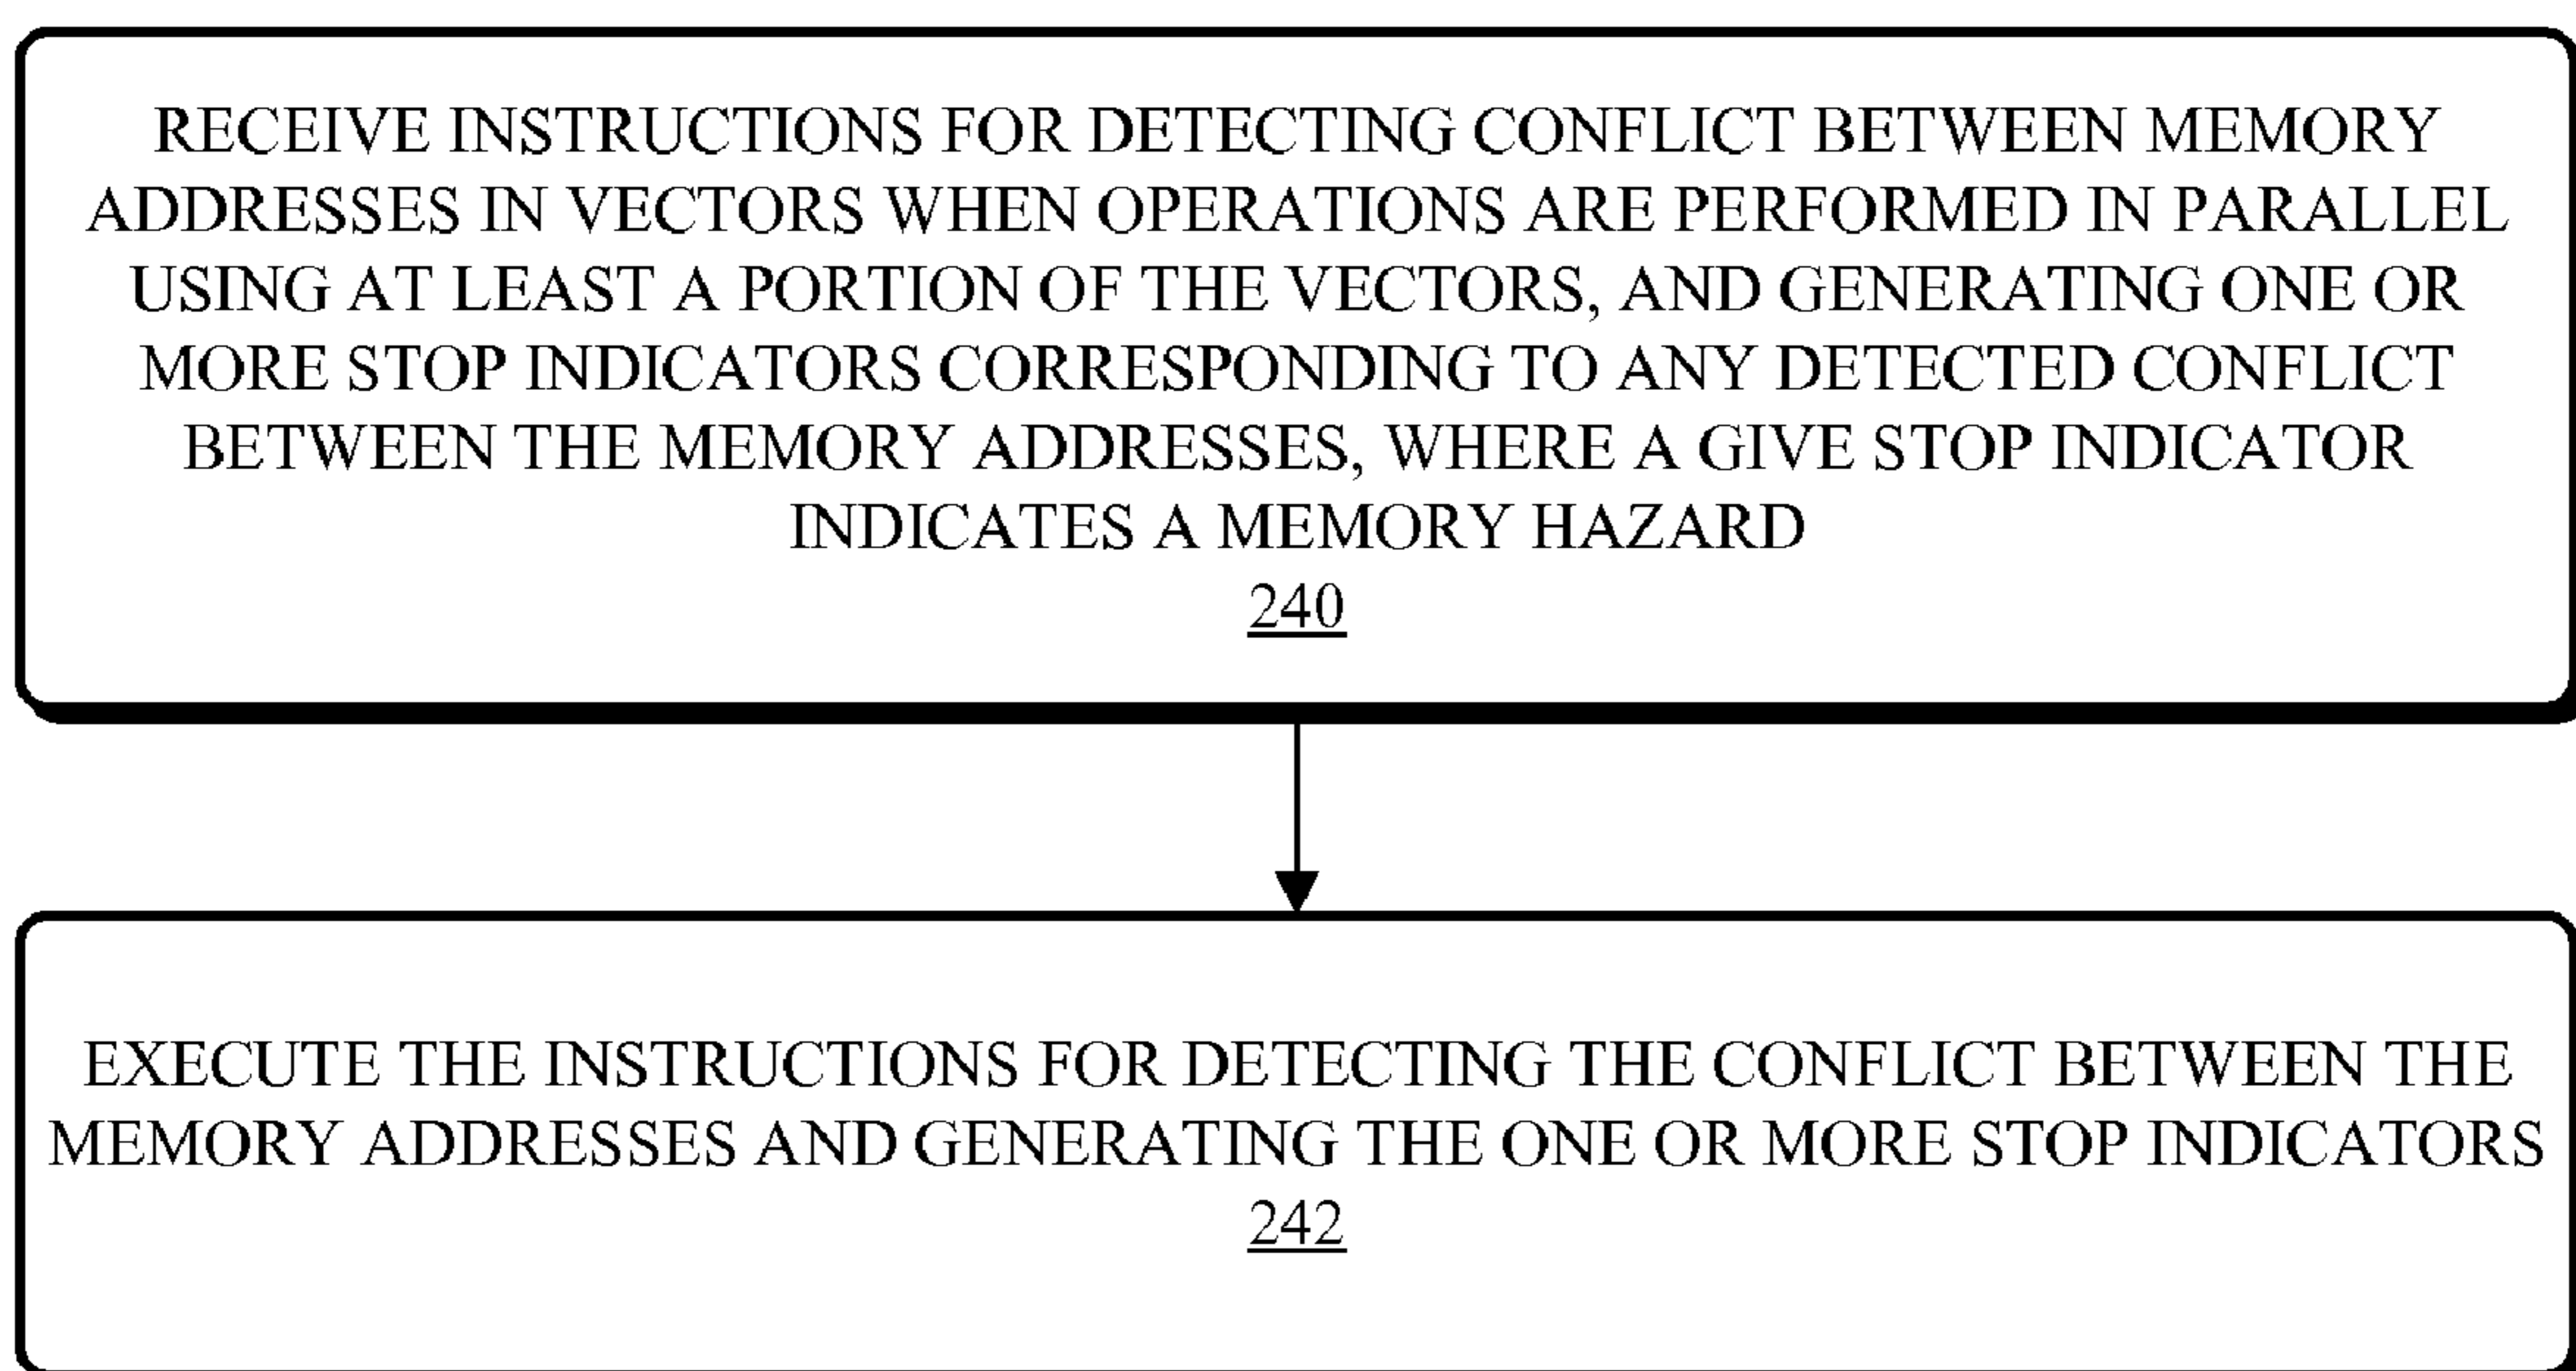 RECEIVE INSTRUCTIONS FOR DETECTING CONFLICT BETWEEN MEMORY
ADDRESSES IN VECTORS WHEN OPERATIONS ARE PERFORMED IN PARALLEL
USING AT LEAST A PORTION OF THE VECTORS, AND GENERATING ONE OR
MORE STOP INDICATORS CORRESPONDING TO ANY DETECTED CONFLICT
BETWEEN THE MEMORY ADDRESSES, WHERE A GIVE STOP INDICATOR
INDICATES A MEMORY HAZARD
240
EXECUTE THE INSTRUCTIONS FOR DETECTING THE CONFLICT BETWEEN THE
MEMORY ADDRESSES AND GENERATING THE ONE OR MORE STOP INDICATORS
242